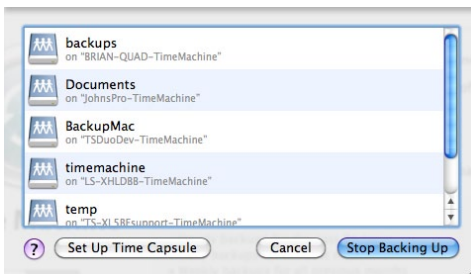 backups
on "BRIAN-QUAD-TimeMachine"
Documents
on "JohnsPro-TimeMachine"
BackupMac
on "TSDuoDev-TimeMachine"
timemachine
on "LS-XHLD88-TimeMachine"
temp
on "TS-XL5BEsupport-TimeMachine"
? Set Up Time Capsule Cancel Stop Backing Up